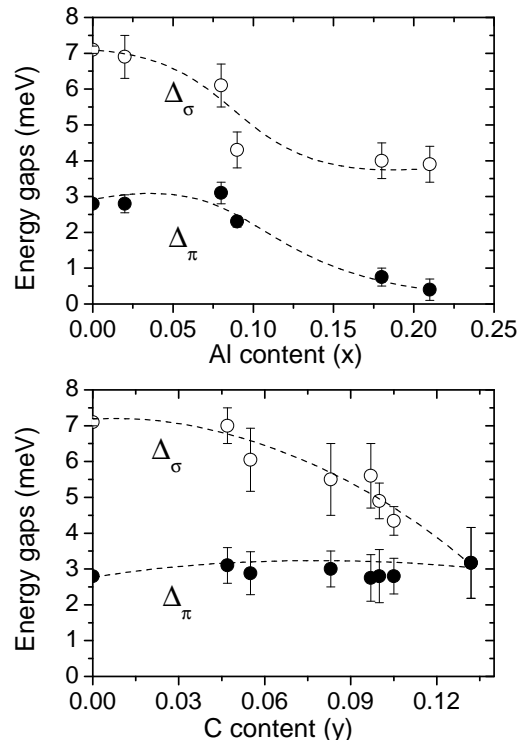 8
7
6
5
4
3
2
1
0
Energy gaps (meV)
Δσ
Δπ
0.00 0.05 0.10 0.15 0.20 0.25
Al content (x)
8
7
6
5
4
3
2
1
0
Energy gaps (meV)
Δσ
Δπ
0.00 0.03 0.06 0.09 0.12
C content (y)